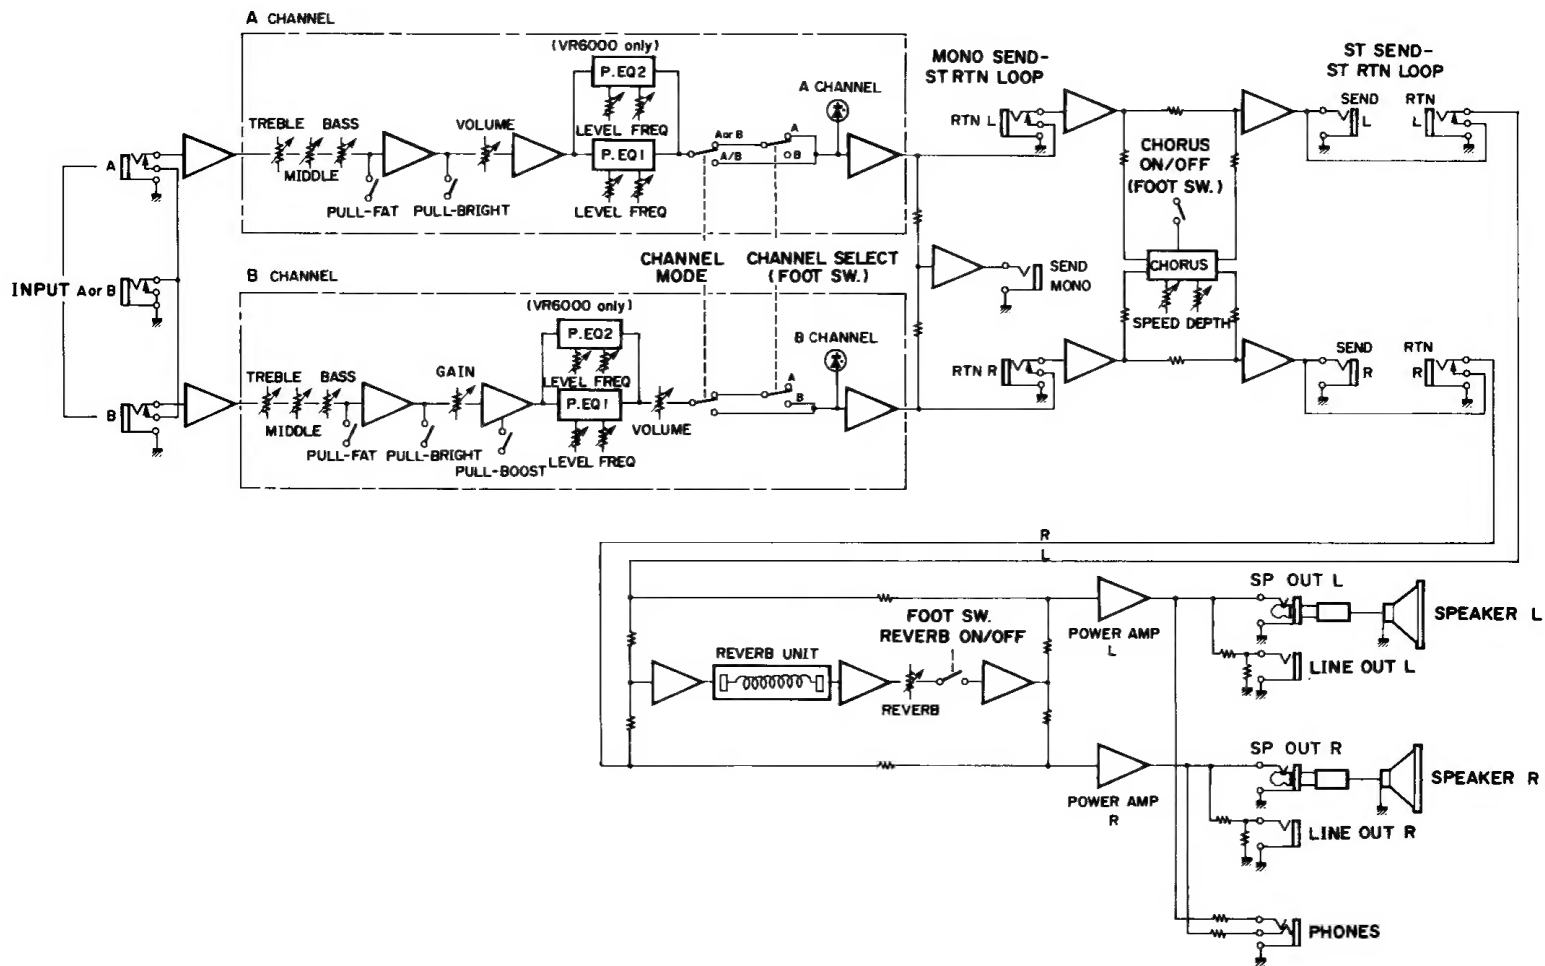 A CHANNEL
(VR6000 only)
P.EQ2
LEVEL FREQ
P.EQ1
LEVEL FREQ
TREBLE
BASS
MIDDLE
PULL-FAT
PULL-BRIGHT
VOLUME
AorB
A/B
A
B
A CHANNEL
INPUT
A
A or B
B
CHANNEL
MODE
CHANNEL SELECT
(FOOT SW.)
B CHANNEL
(VR6000 only)
P.EQ2
LEVEL FREQ
P.EQ1
LEVEL FREQ
TREBLE
BASS
MIDDLE
PULL-FAT
PULL-BRIGHT
GAIN
PULL-BOOST
VOLUME
A
B
B CHANNEL
MONO SEND-
ST RTN LOOP
RTN L
SEND
MONO
RTN R
CHORUS
ON/OFF
(FOOT SW.)
CHORUS
SPEED DEPTH
ST SEND-
ST RTN LOOP
SEND
L
RTN
L
SEND
R
RTN
R
R
L
FOOT SW.
REVERB ON/OFF
REVERB UNIT
REVERB
POWER AMP
L
POWER AMP
R
SP OUT L
SPEAKER L
LINE OUT L
SP OUT R
SPEAKER R
LINE OUT R
PHONES